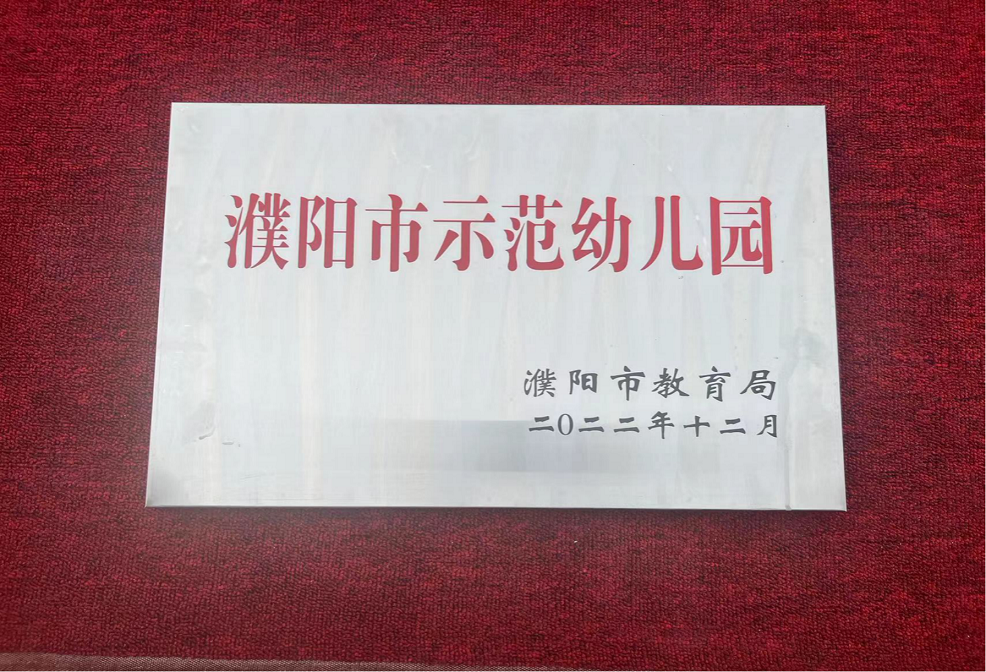 濮阳市示范幼儿园
濮阳市教育局
二〇二二年十二月